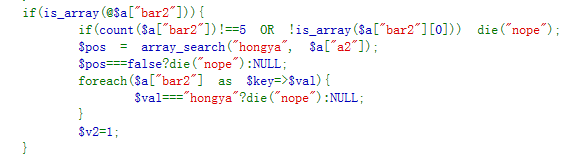 if(is_array(@$a["bar2"])){
if(count($a["bar2"])!==5 OR !is_array($a["bar2"][0])) die("nope");
$pos = array_search("hongya", $a["a2"]);
$pos===false?die("nope"):NULL;
foreach($a["bar2"] as $key=>$val){
$val==="hongya"?die("nope"):NULL;
}
$v2=1;
}